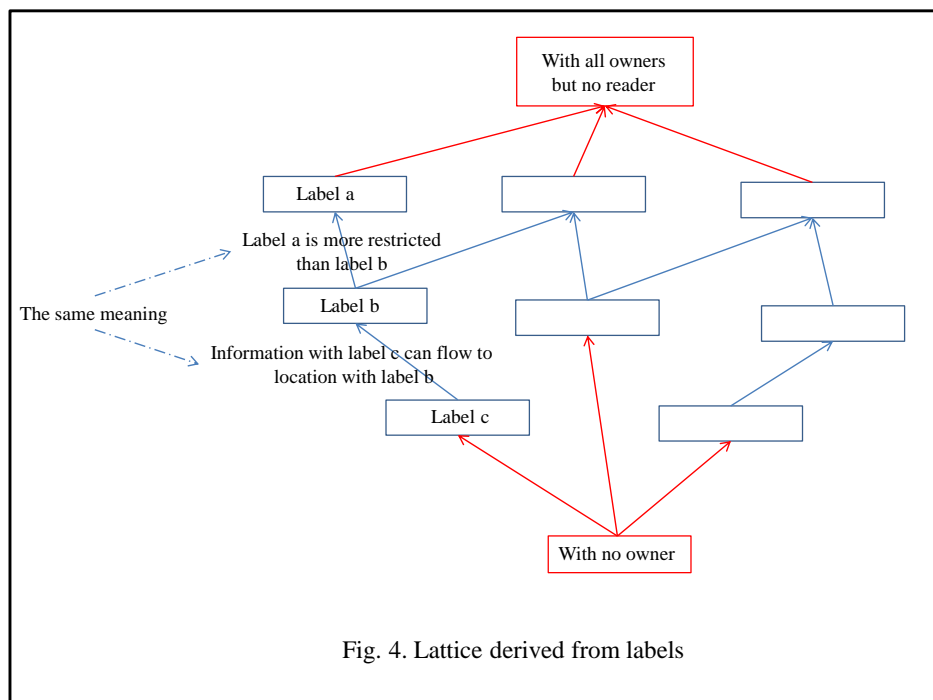 With all owners
but no reader
Label a
Label a is more restricted
than label b
The same meaning
Label b
Information with label c can flow to
location with label b
Label c
With no owner
Fig. 4. Lattice derived from labels